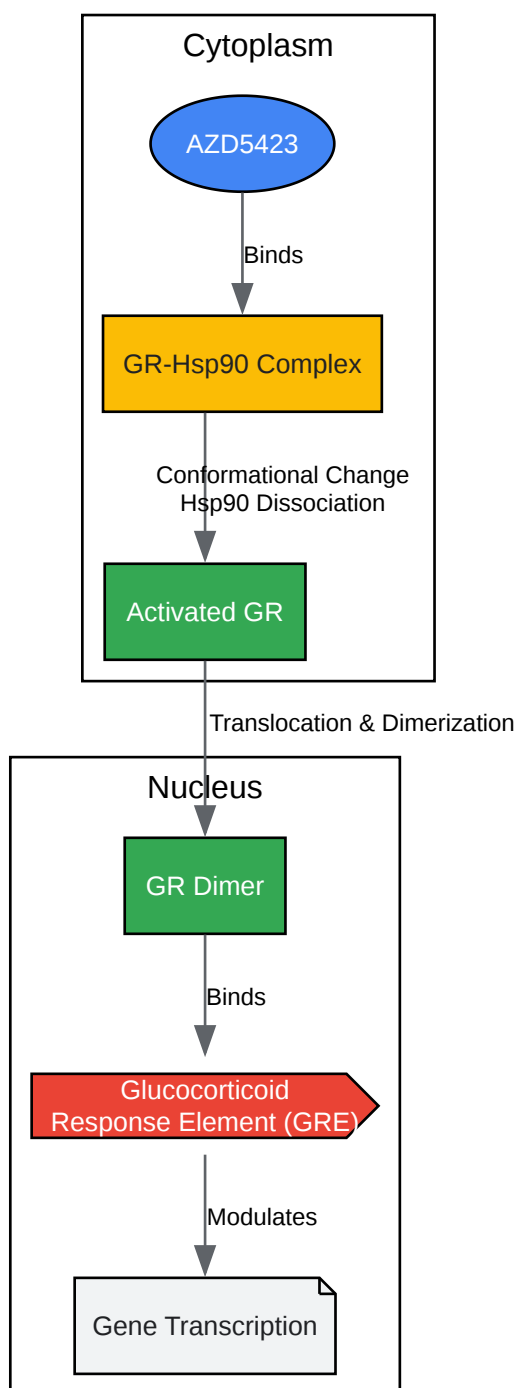 Cytoplasm
AZD5423
Binds
GR-Hsp90 Complex
Conformational Change
Hsp90 Dissociation
Activated GR
Translocation & Dimerization
Nucleus
GR Dimer
Binds
Glucocorticoid
Response Element (GRE)
Modulates
Gene Transcription